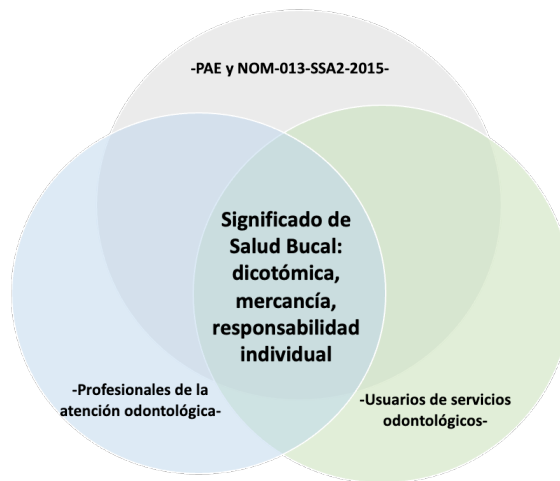 -PAE y NOM-013-SSA2-2015-
Significado de
Salud Bucal:
dicotómica,
mercancía,
responsabilidad
individual
-Profesionales de la
atención odontológica-
-Usuarios de servicios
odontológicos-